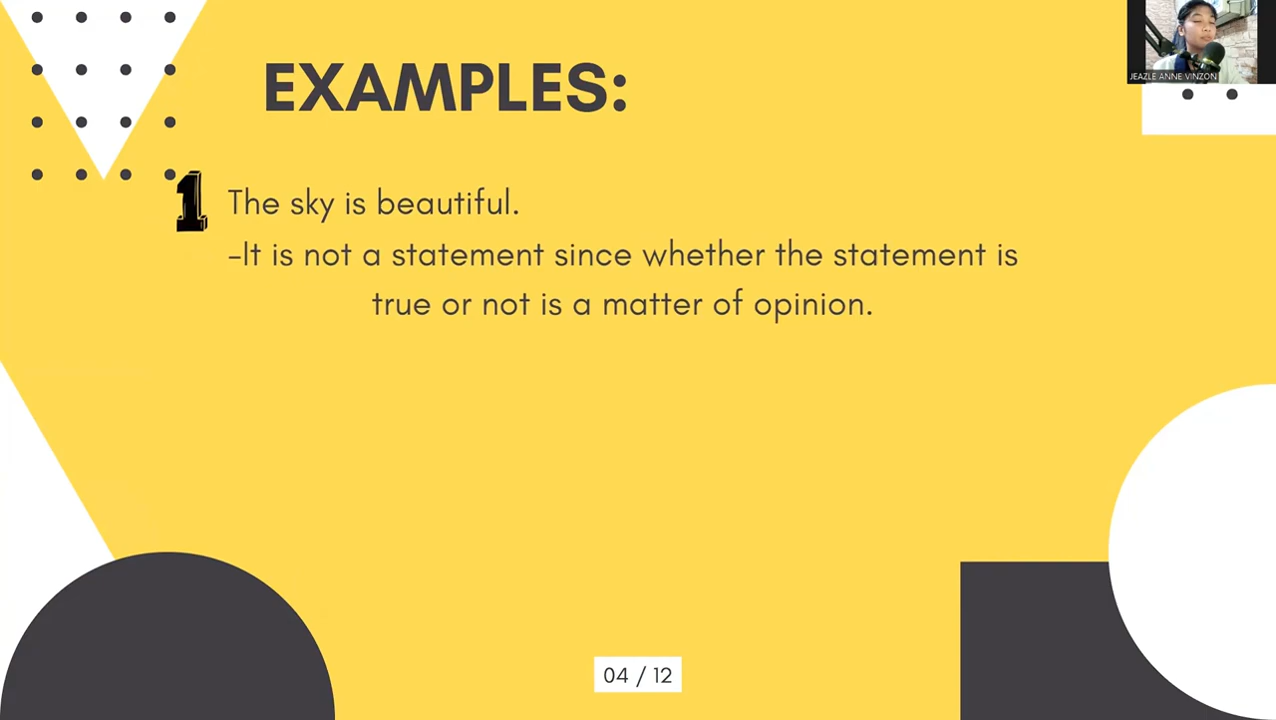 JEAZLE ANNE VINZON
EXAMPLES:
1 The sky is beautiful.
-It is not a statement since whether the statement is
true or not is a matter of opinion.
04 / 12